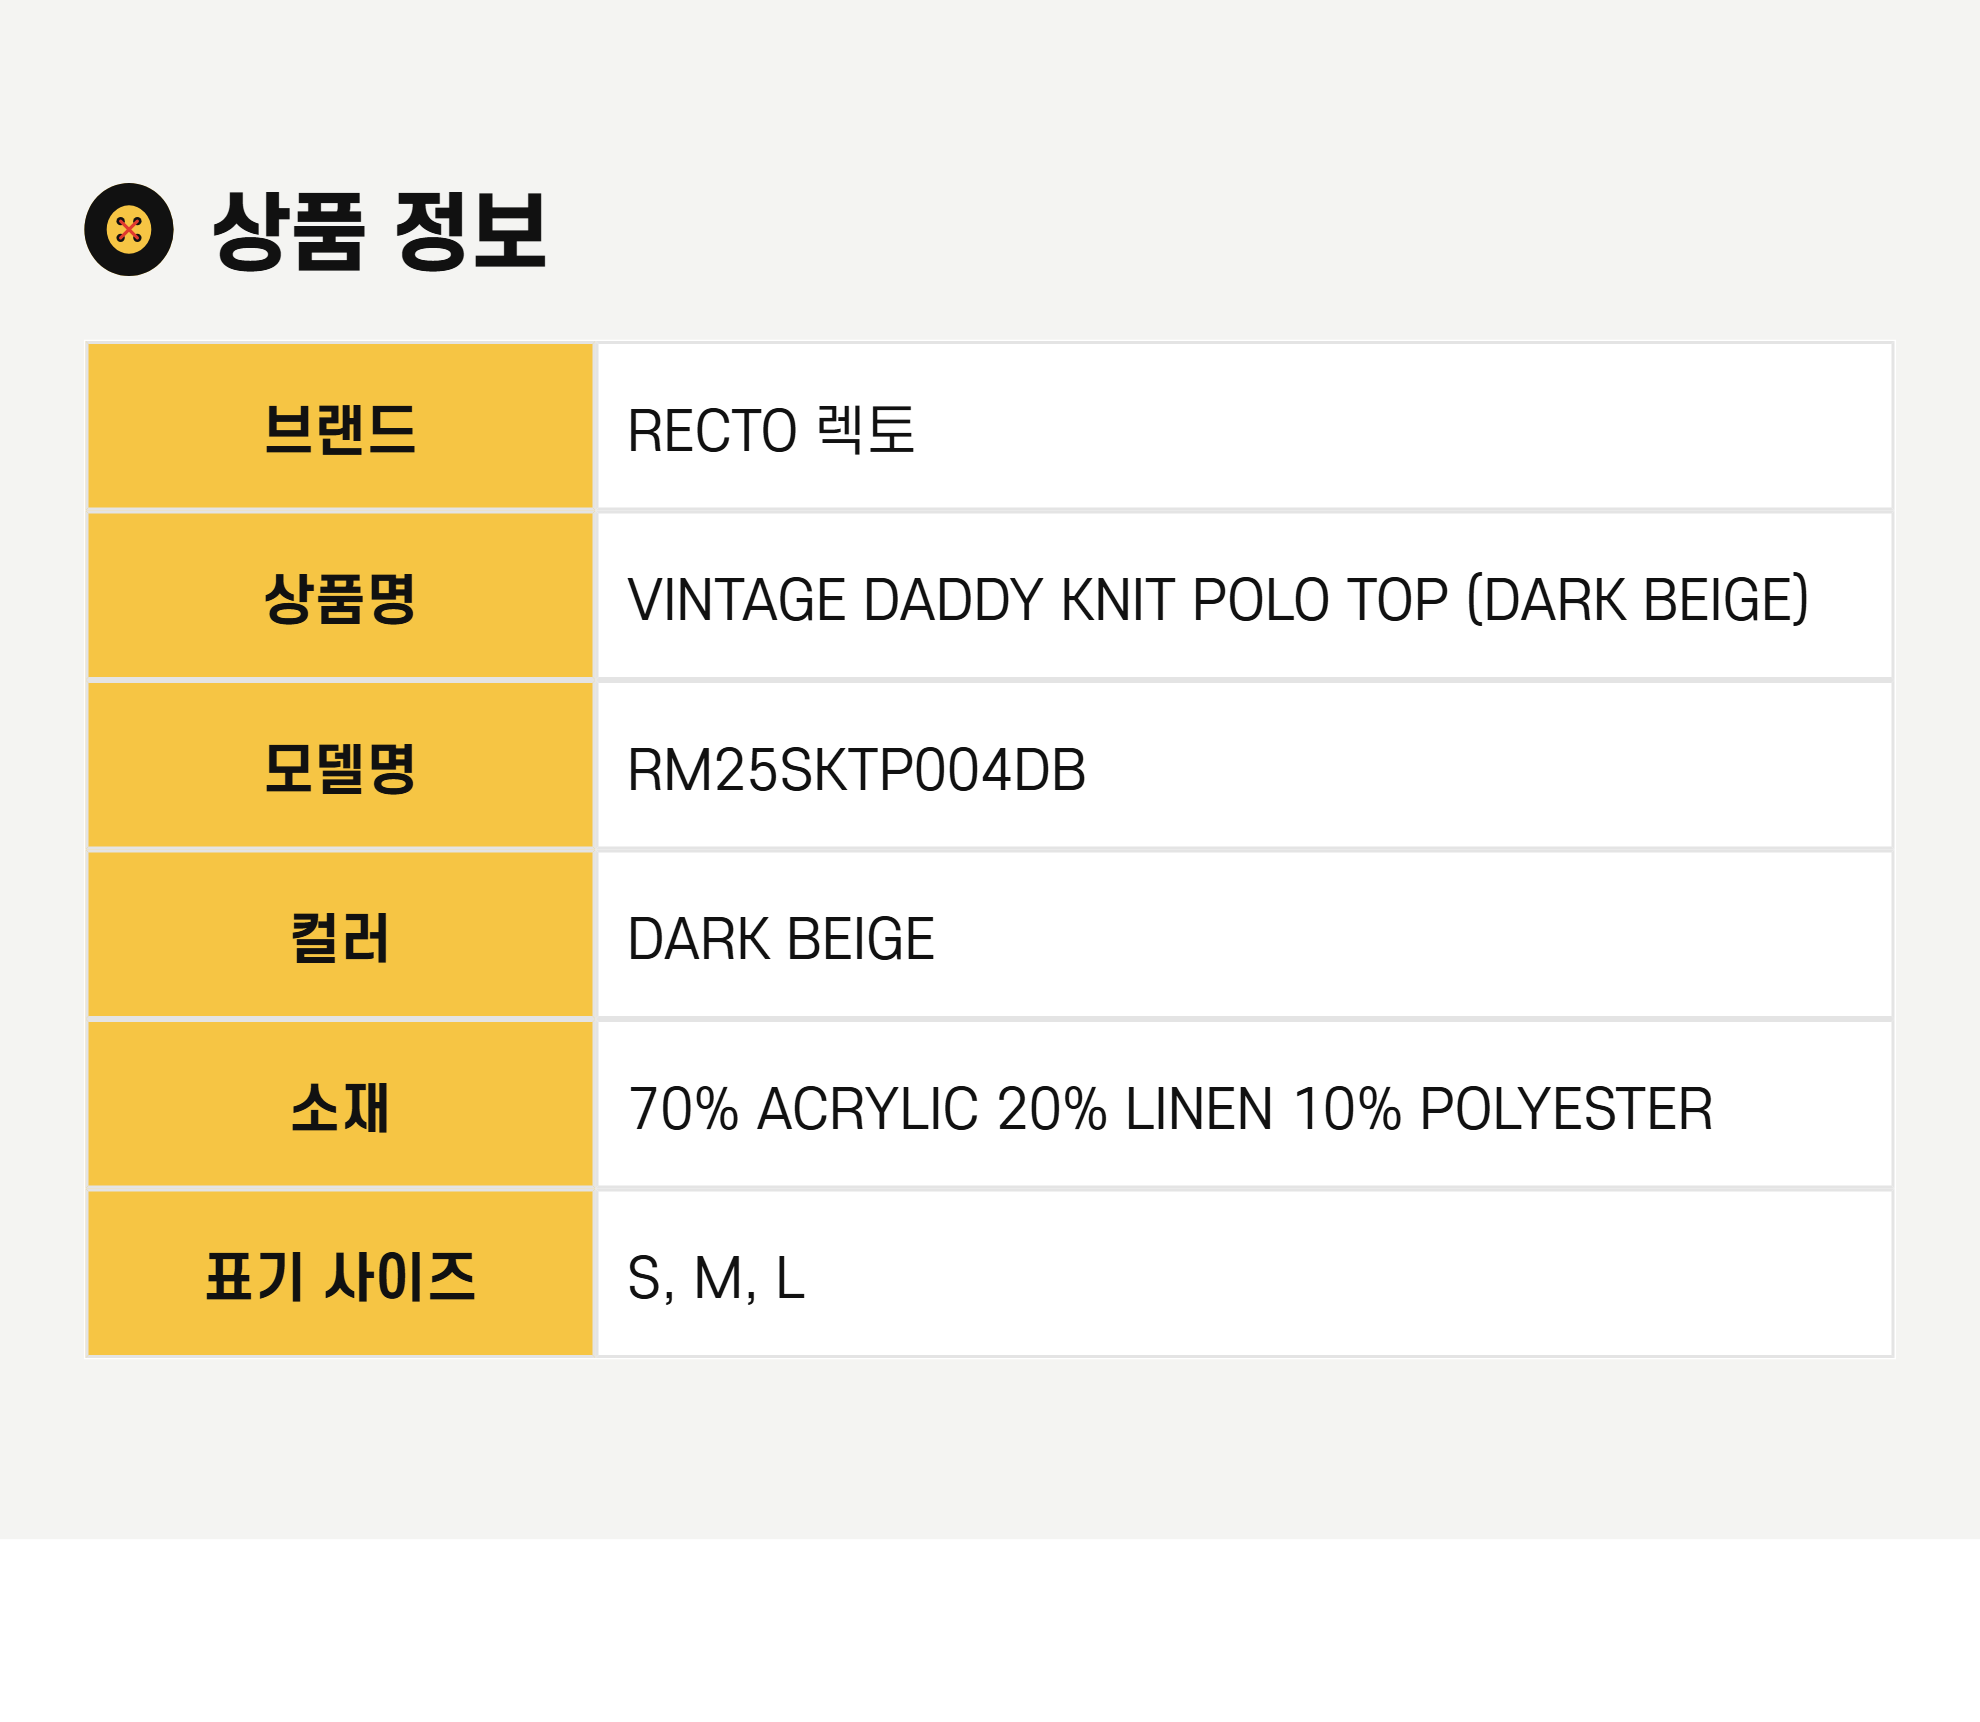 상품 정보
브랜드 RECTO 렉토
상품명 VINTAGE DADDY KNIT POLO TOP (DARK BEIGE)
모델명 RM25SKTP004DB
컬러 DARK BEIGE
소재 70% ACRYLIC 20% LINEN 10% POLYESTER
표기 사이즈 S, M, L